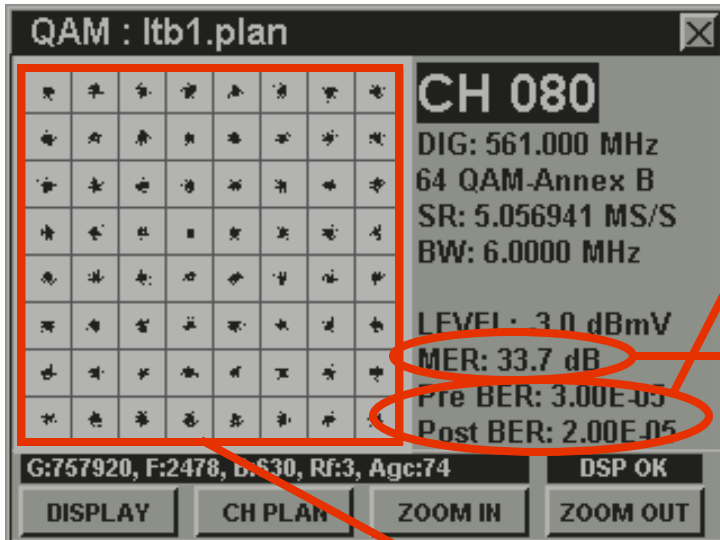 QAM : ltb1.plan
CH 080
DIG: 561.000 MHz
64 QAM-Annex B
SR: 5.056941 MS/S
BW: 6.0000 MHz
LEVEL: -3.0 dBmV
MER: 33.7 dB
Pre BER: 3.00E-05
Post BER: 2.00E-05
G:757920, F:2478, B:630, Rf:3, Agc:74
DSP OK
DISPLAY
CH PLAN
ZOOM IN
ZOOM OUT